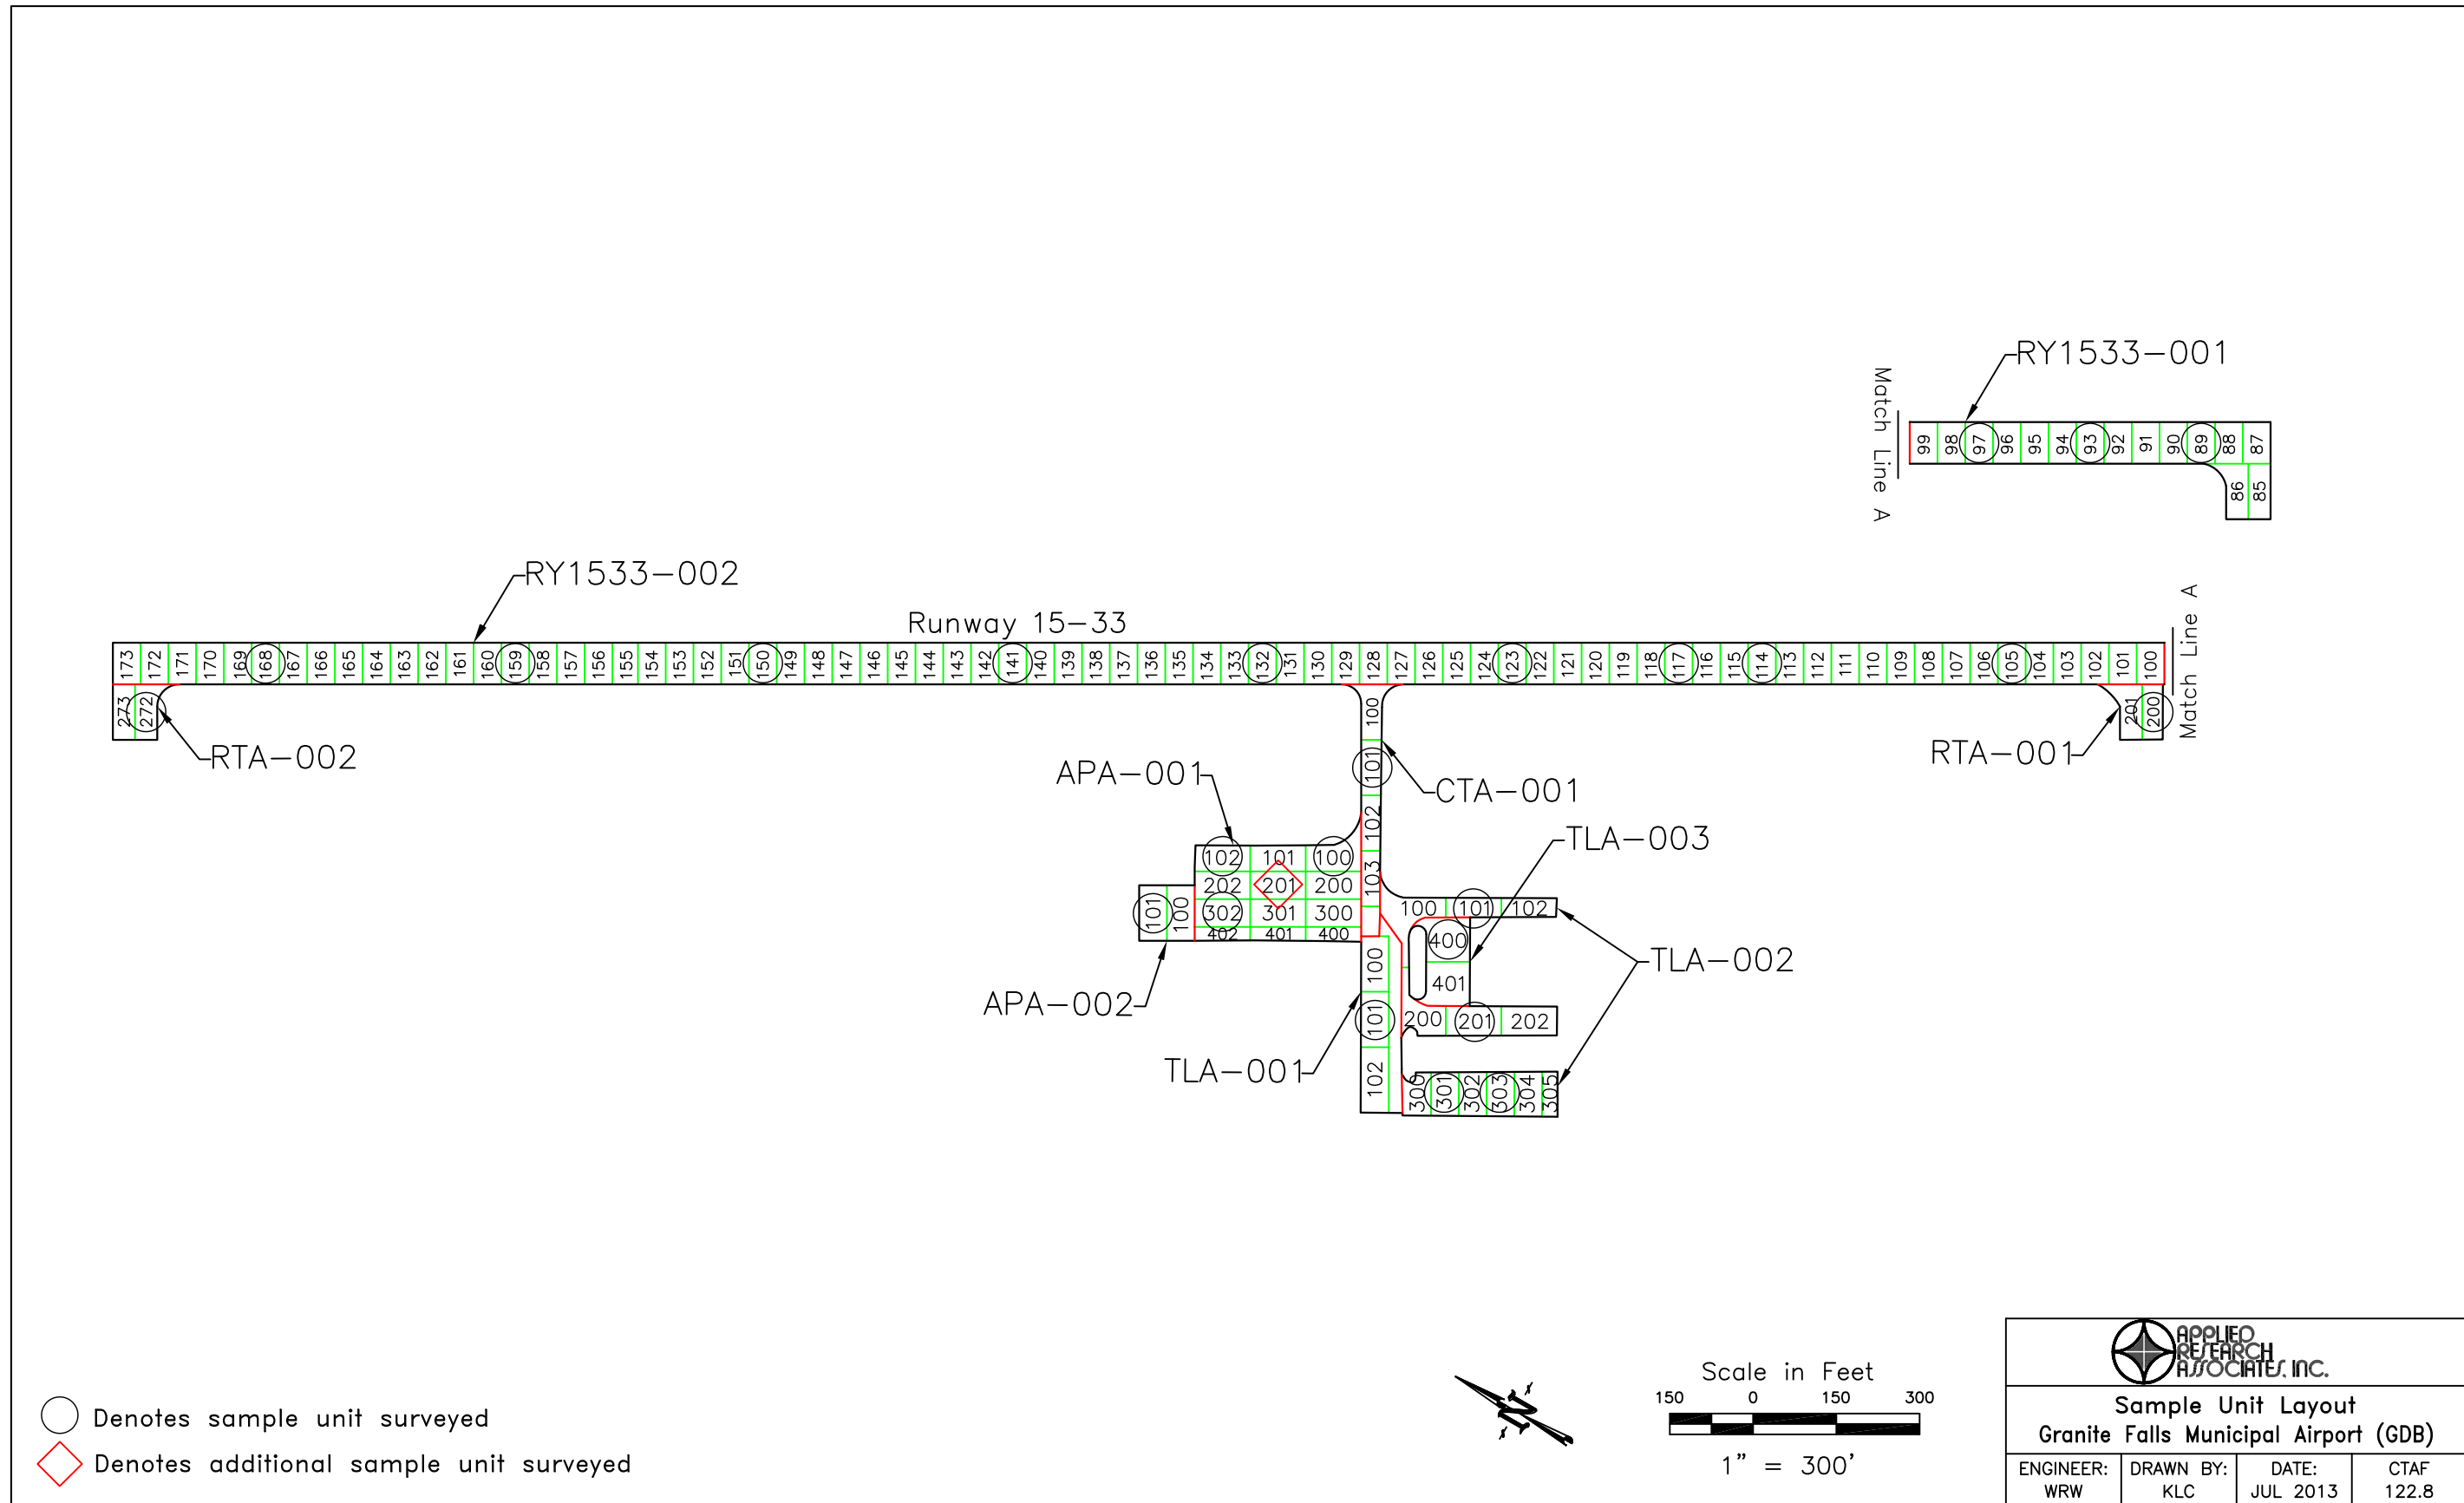 RY1533-001
Match Line A
99 98 97 96 95 94 93 92 91 90 89 88 87
86 85
RY1533-002
Runway 15-33
173 172 171 170 169 168 167 166 165 164 163 162 161 160 159 158 157 156 155 154 153 152 151 150 149 148 147 146 145 144 143 142 141 140 139 138 137 136 135 134 133 132 131 130 129 128 127 126 125 124 123 122 121 120 119 118 117 116 115 114 113 112 111 110 109 108 107 106 105 104 103 102 101 100
Match Line A
273 272
RTA-002
201 200
RTA-001
100
101
102
103
CTA-001
APA-001
102 101 100
202 201 200
302 301 300
402 401 400
101 100
APA-002
TLA-003
100 101 102
400
401
TLA-002
200 201 202
300 301 302 303 304 305
100
101
102
TLA-001
Denotes sample unit surveyed
Denotes additional sample unit surveyed
N
Scale in Feet
150 0 150 300
1" = 300'
APPLIED
RESEARCH
ASSOCIATES, INC.
Sample Unit Layout
Granite Falls Municipal Airport (GDB)
ENGINEER: DRAWN BY: DATE: CTAF
WRW KLC JUL 2013 122.8